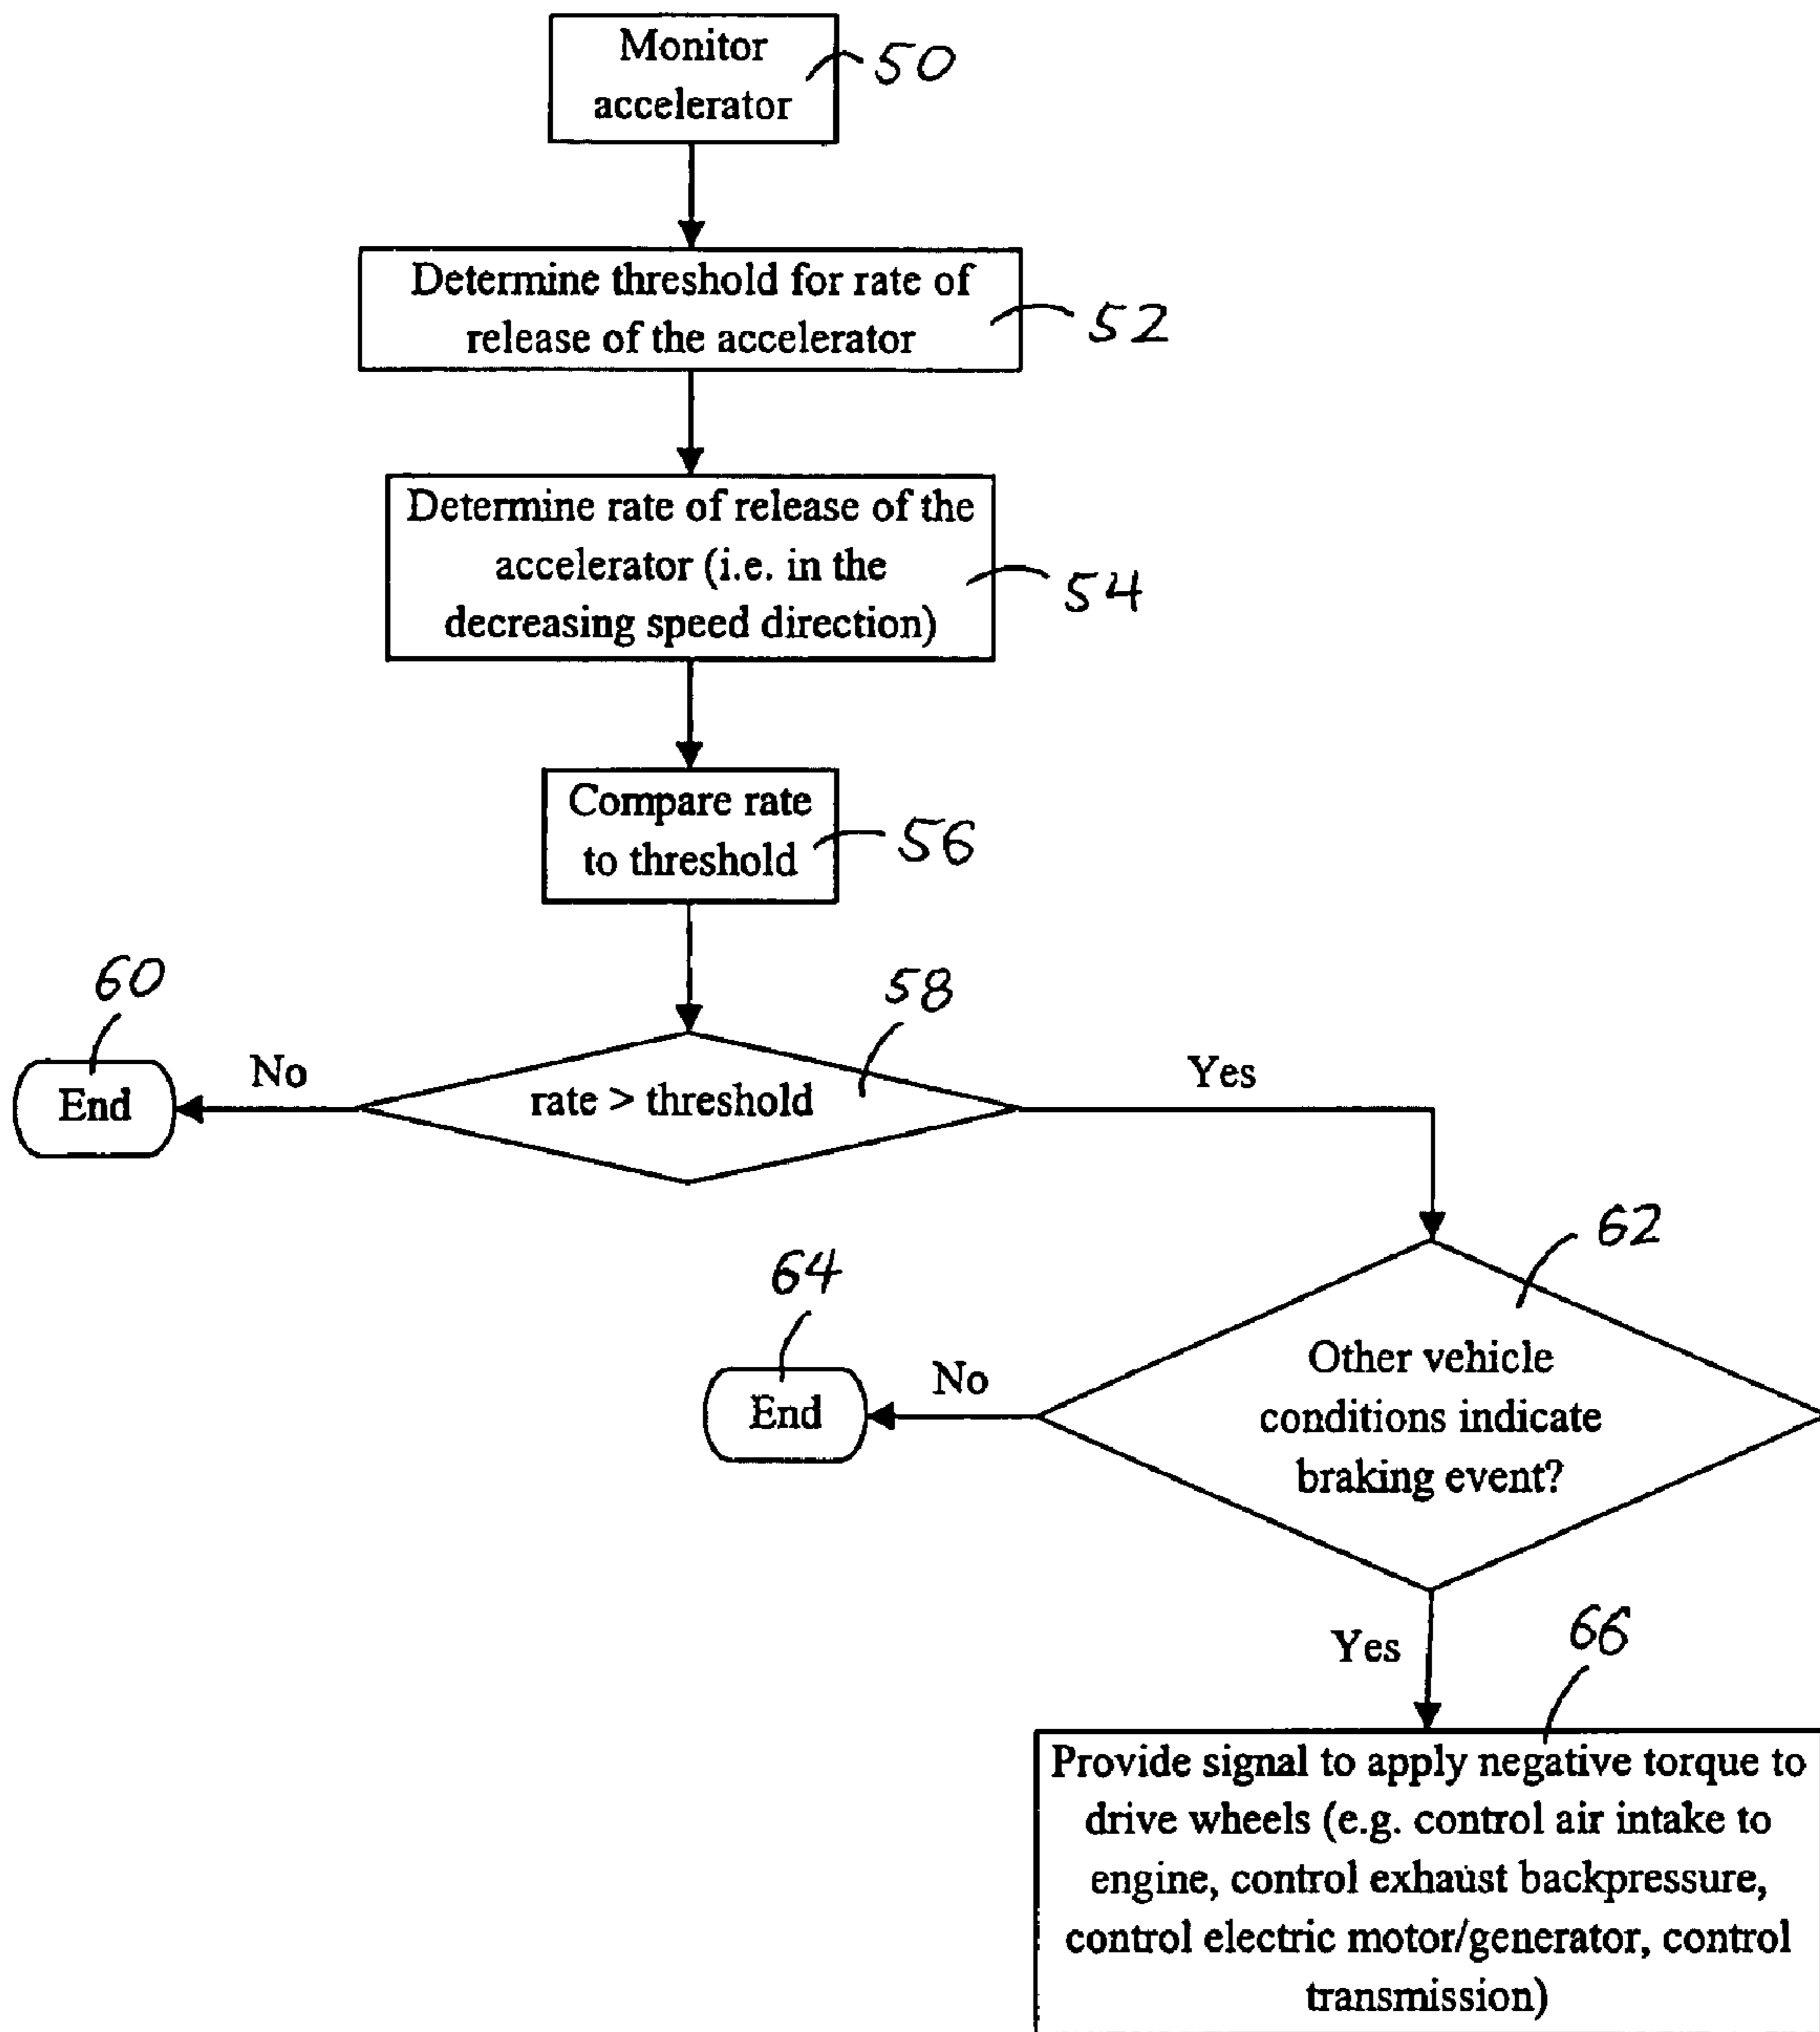 Monitor
accelerator
50
Determine threshold for rate of
release of the accelerator
52
Determine rate of release of the
accelerator (i.e. in the
decreasing speed direction)
54
Compare rate
to threshold
56
60
58
End
No
rate > threshold
Yes
62
64
End
No
Other vehicle
conditions indicate
braking event?
Yes
66
Provide signal to apply negative torque to
drive wheels (e.g. control air intake to
engine, control exhaust backpressure,
control electric motor/generator, control
transmission)